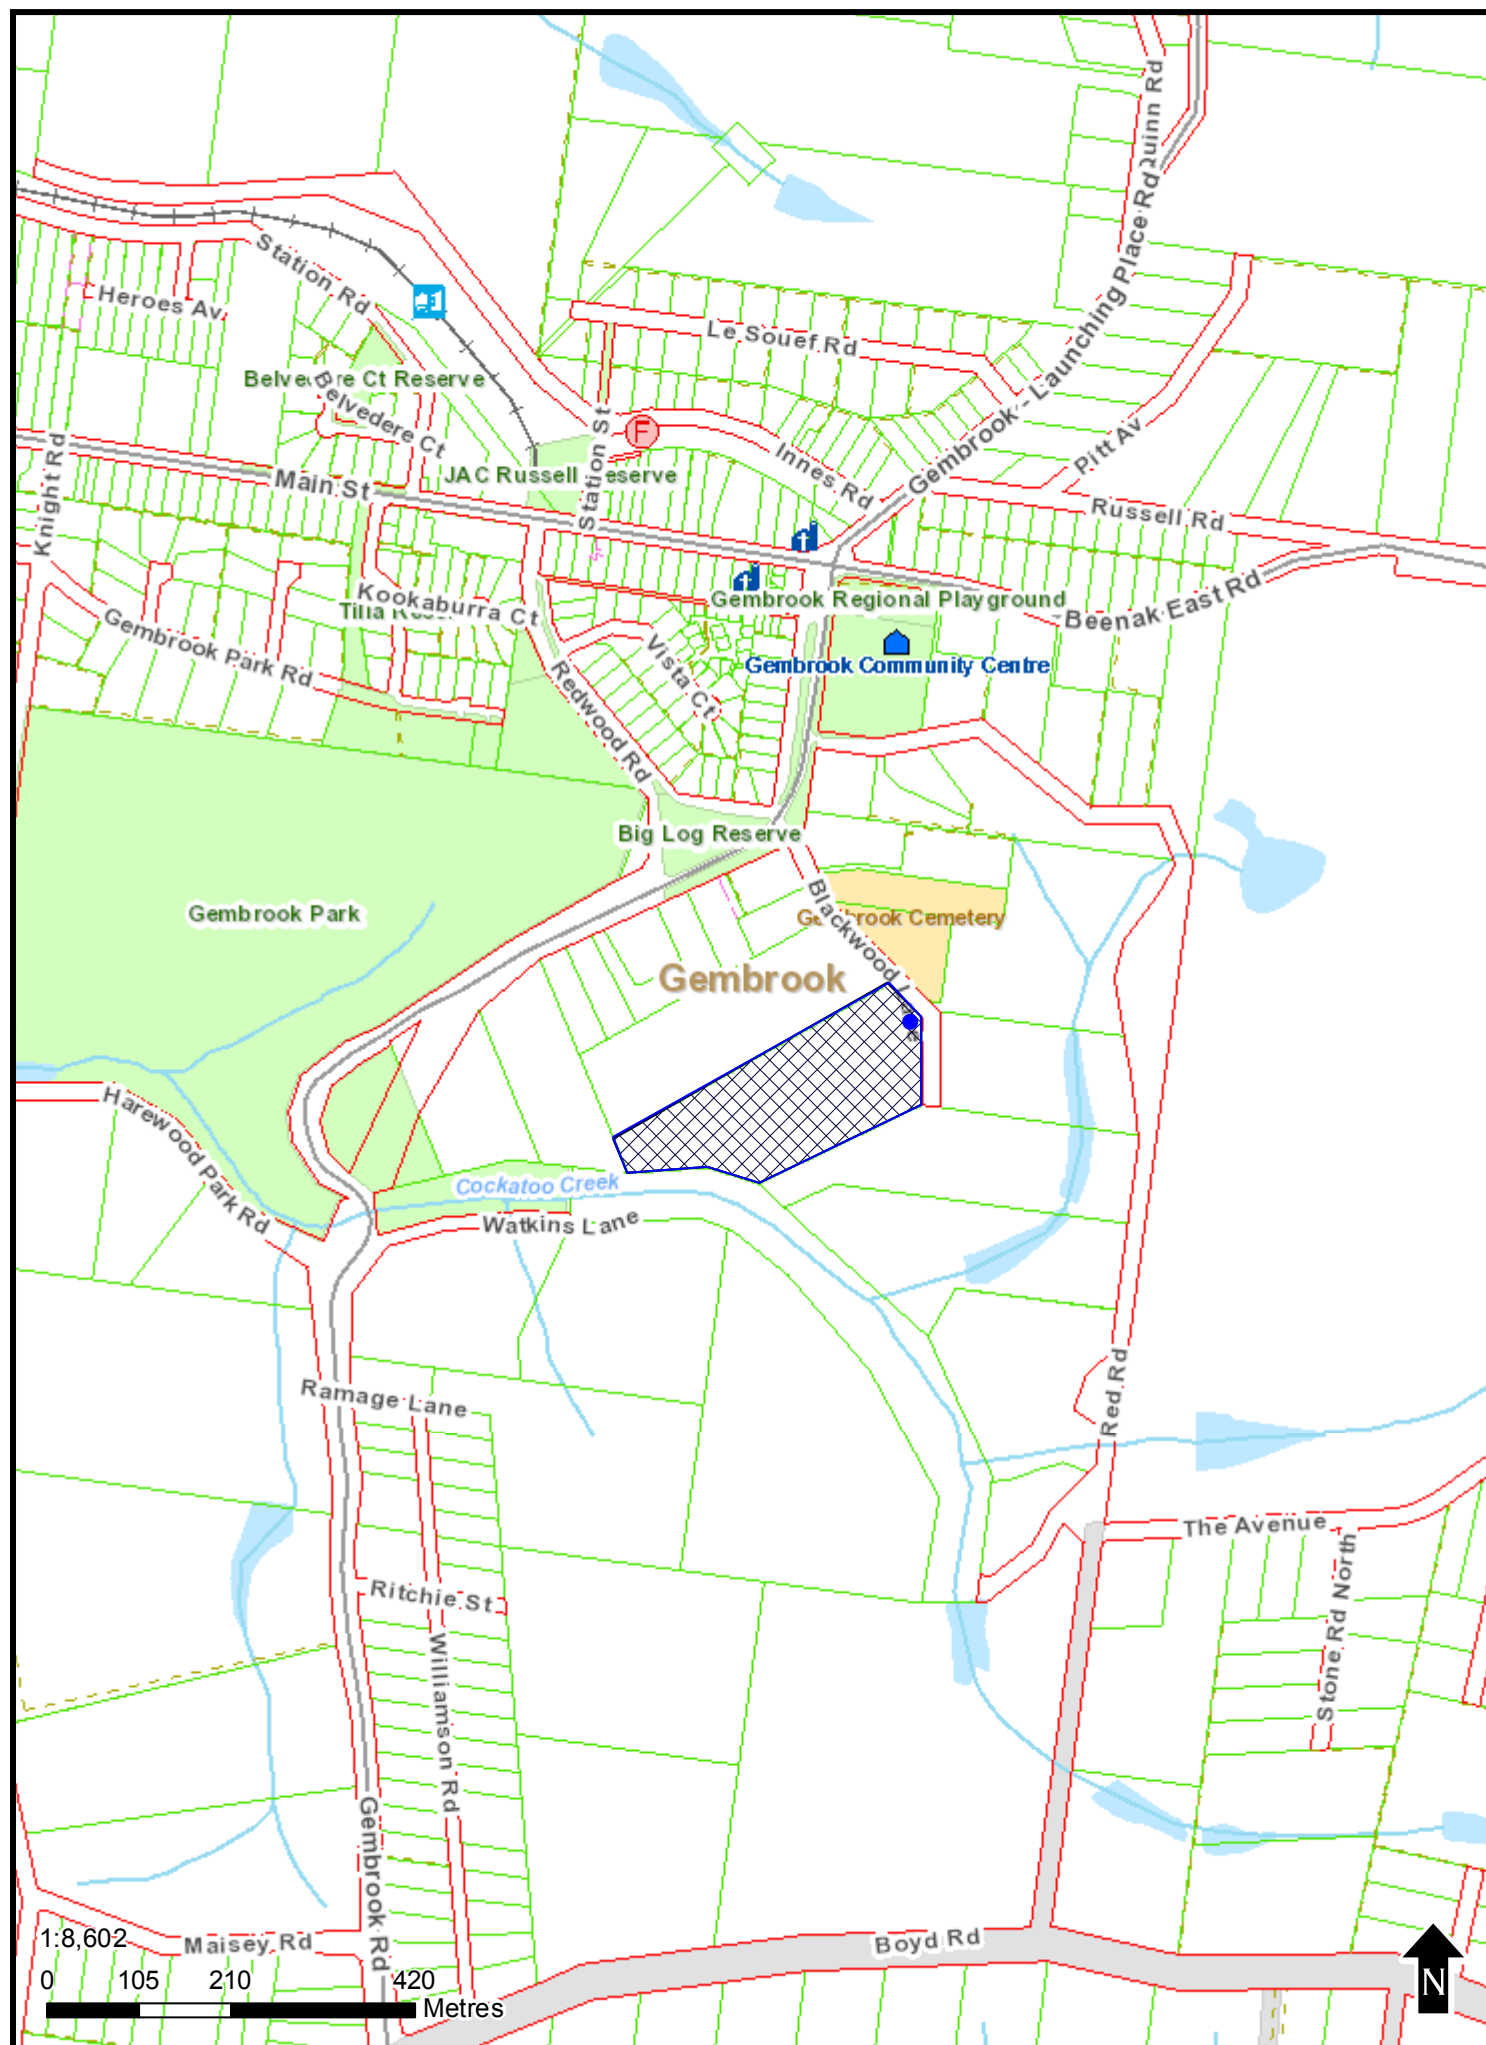 Quinn Rd
Gembrook - Launching Place Rd
Station Rd
Heroes Av
Le Souef Rd
Belvedere Ct Reserve
Belvedere Ct
F
Station St
Innes Rd
Pitt Av
Knight Rd
Main St
JAC Russell Reserve
Russell Rd
Kookaburra Ct
Gembrook Regional Playground
Beenak East Rd
Gembrook Park Rd
Vista Ct
Gembrook Community Centre
Redwood Rd
Big Log Reserve
Gembrook Park
Blackwood Lane
Gembrook Cemetery
Gembrook
Harewood Park Rd
Cockatoo Creek
Watkins Lane
Ramage Lane
Red Rd
The Avenue
Stone Rd North
Ritchie St
Williamson Rd
Gembrook Rd
Maisey Rd
Boyd Rd
1:8,602
0 105 210 420
Metres
N